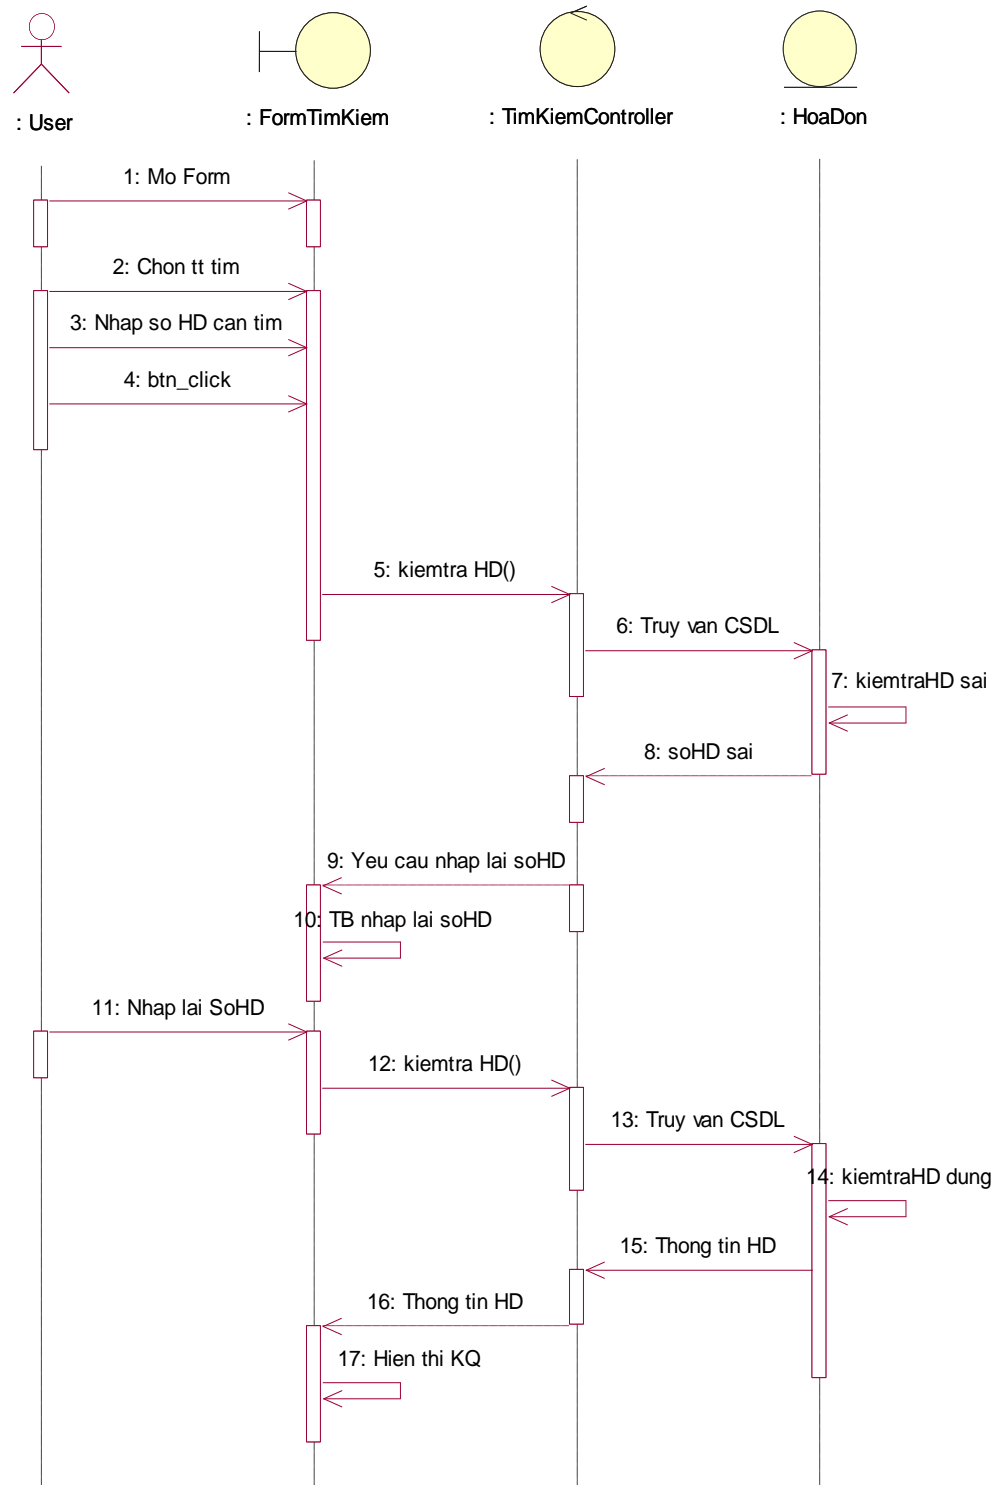 : User
: FormTimKiem
: TimKiemController
: HoaDon
1: Mo Form
2: Chon tt tim
3: Nhap so HD can tim
4: btn_click
5: kiemtra HD()
6: Truy van CSDL
7: kiemtraHD sai
8: soHD sai
9: Yeu cau nhap lai soHD
10: TB nhap lai soHD
11: Nhap lai SoHD
12: kiemtra HD()
13: Truy van CSDL
14: kiemtraHD dung
15: Thong tin HD
16: Thong tin HD
17: Hien thi KQ